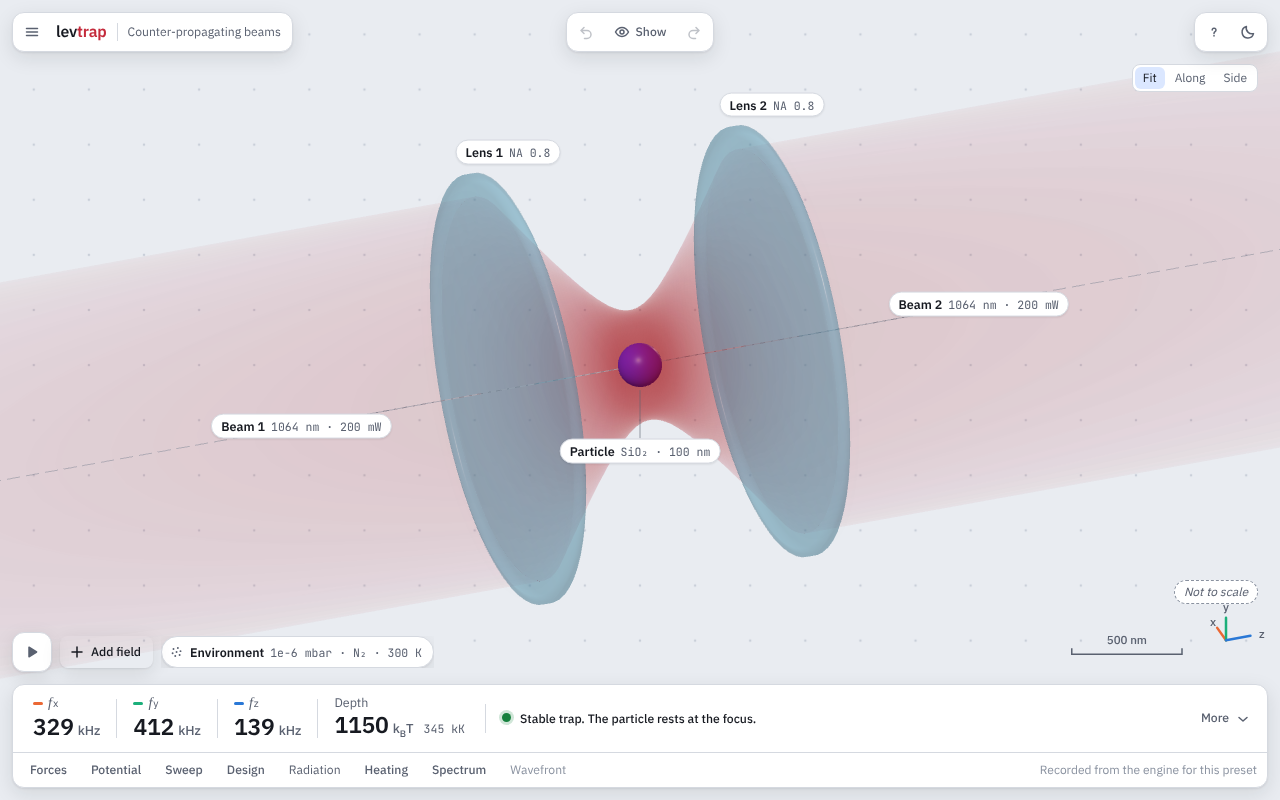 levtrap Counter-propagating beams
Show
?
Fit Along Side
Lens 2 NA 0.8
Lens 1 NA 0.8
Beam 2 1064 nm · 200 mW
Beam 1 1064 nm · 200 mW
Particle SiO₂ · 100 nm
Not to scale
y
x
z
500 nm
Add field
Environment 1e-6 mbar · N₂ · 300 K
fx
329 kHz
fy
412 kHz
fz
139 kHz
Depth
1150 kBT 345 kK
Stable trap. The particle rests at the focus.
More
Forces Potential Sweep Design Radiation Heating Spectrum Wavefront
Recorded from the engine for this preset